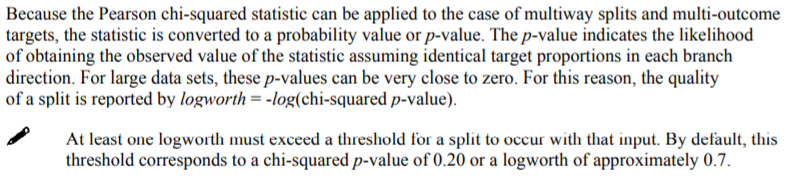 Because the Pearson chi-squared statistic can be applied to the case of multiway splits and multi-outcome
targets, the statistic is converted to a probability value or p-value. The p-value indicates the likelihood
of obtaining the observed value of the statistic assuming identical target proportions in each branch
direction. For large data sets, these p-values can be very close to zero. For this reason, the quality
of a split is reported by logworth = -log(chi-squared p-value).
At least one logworth must exceed a threshold for a split to occur with that input. By default, this
threshold corresponds to a chi-squared p-value of 0.20 or a logworth of approximately 0.7.